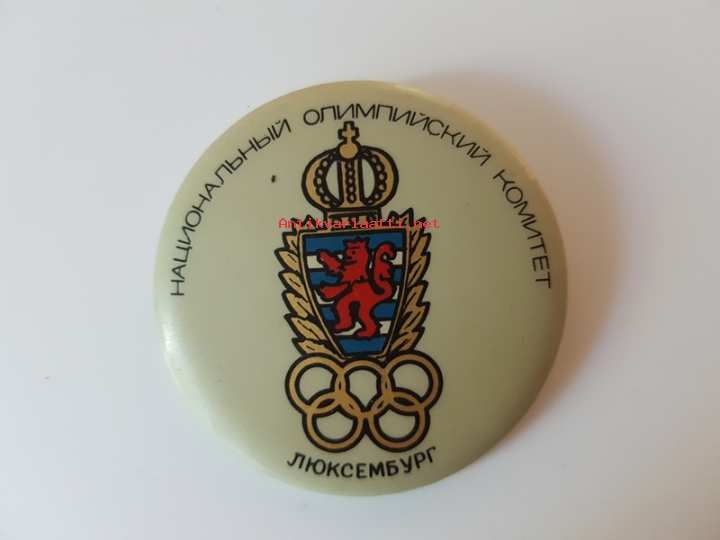 НАЦИОНАЛЬНЫЙ ОЛИМПИЙСКИЙ КОМИТЕТ
Antikvariaatti.net
ЛЮКСЕМБУРГ